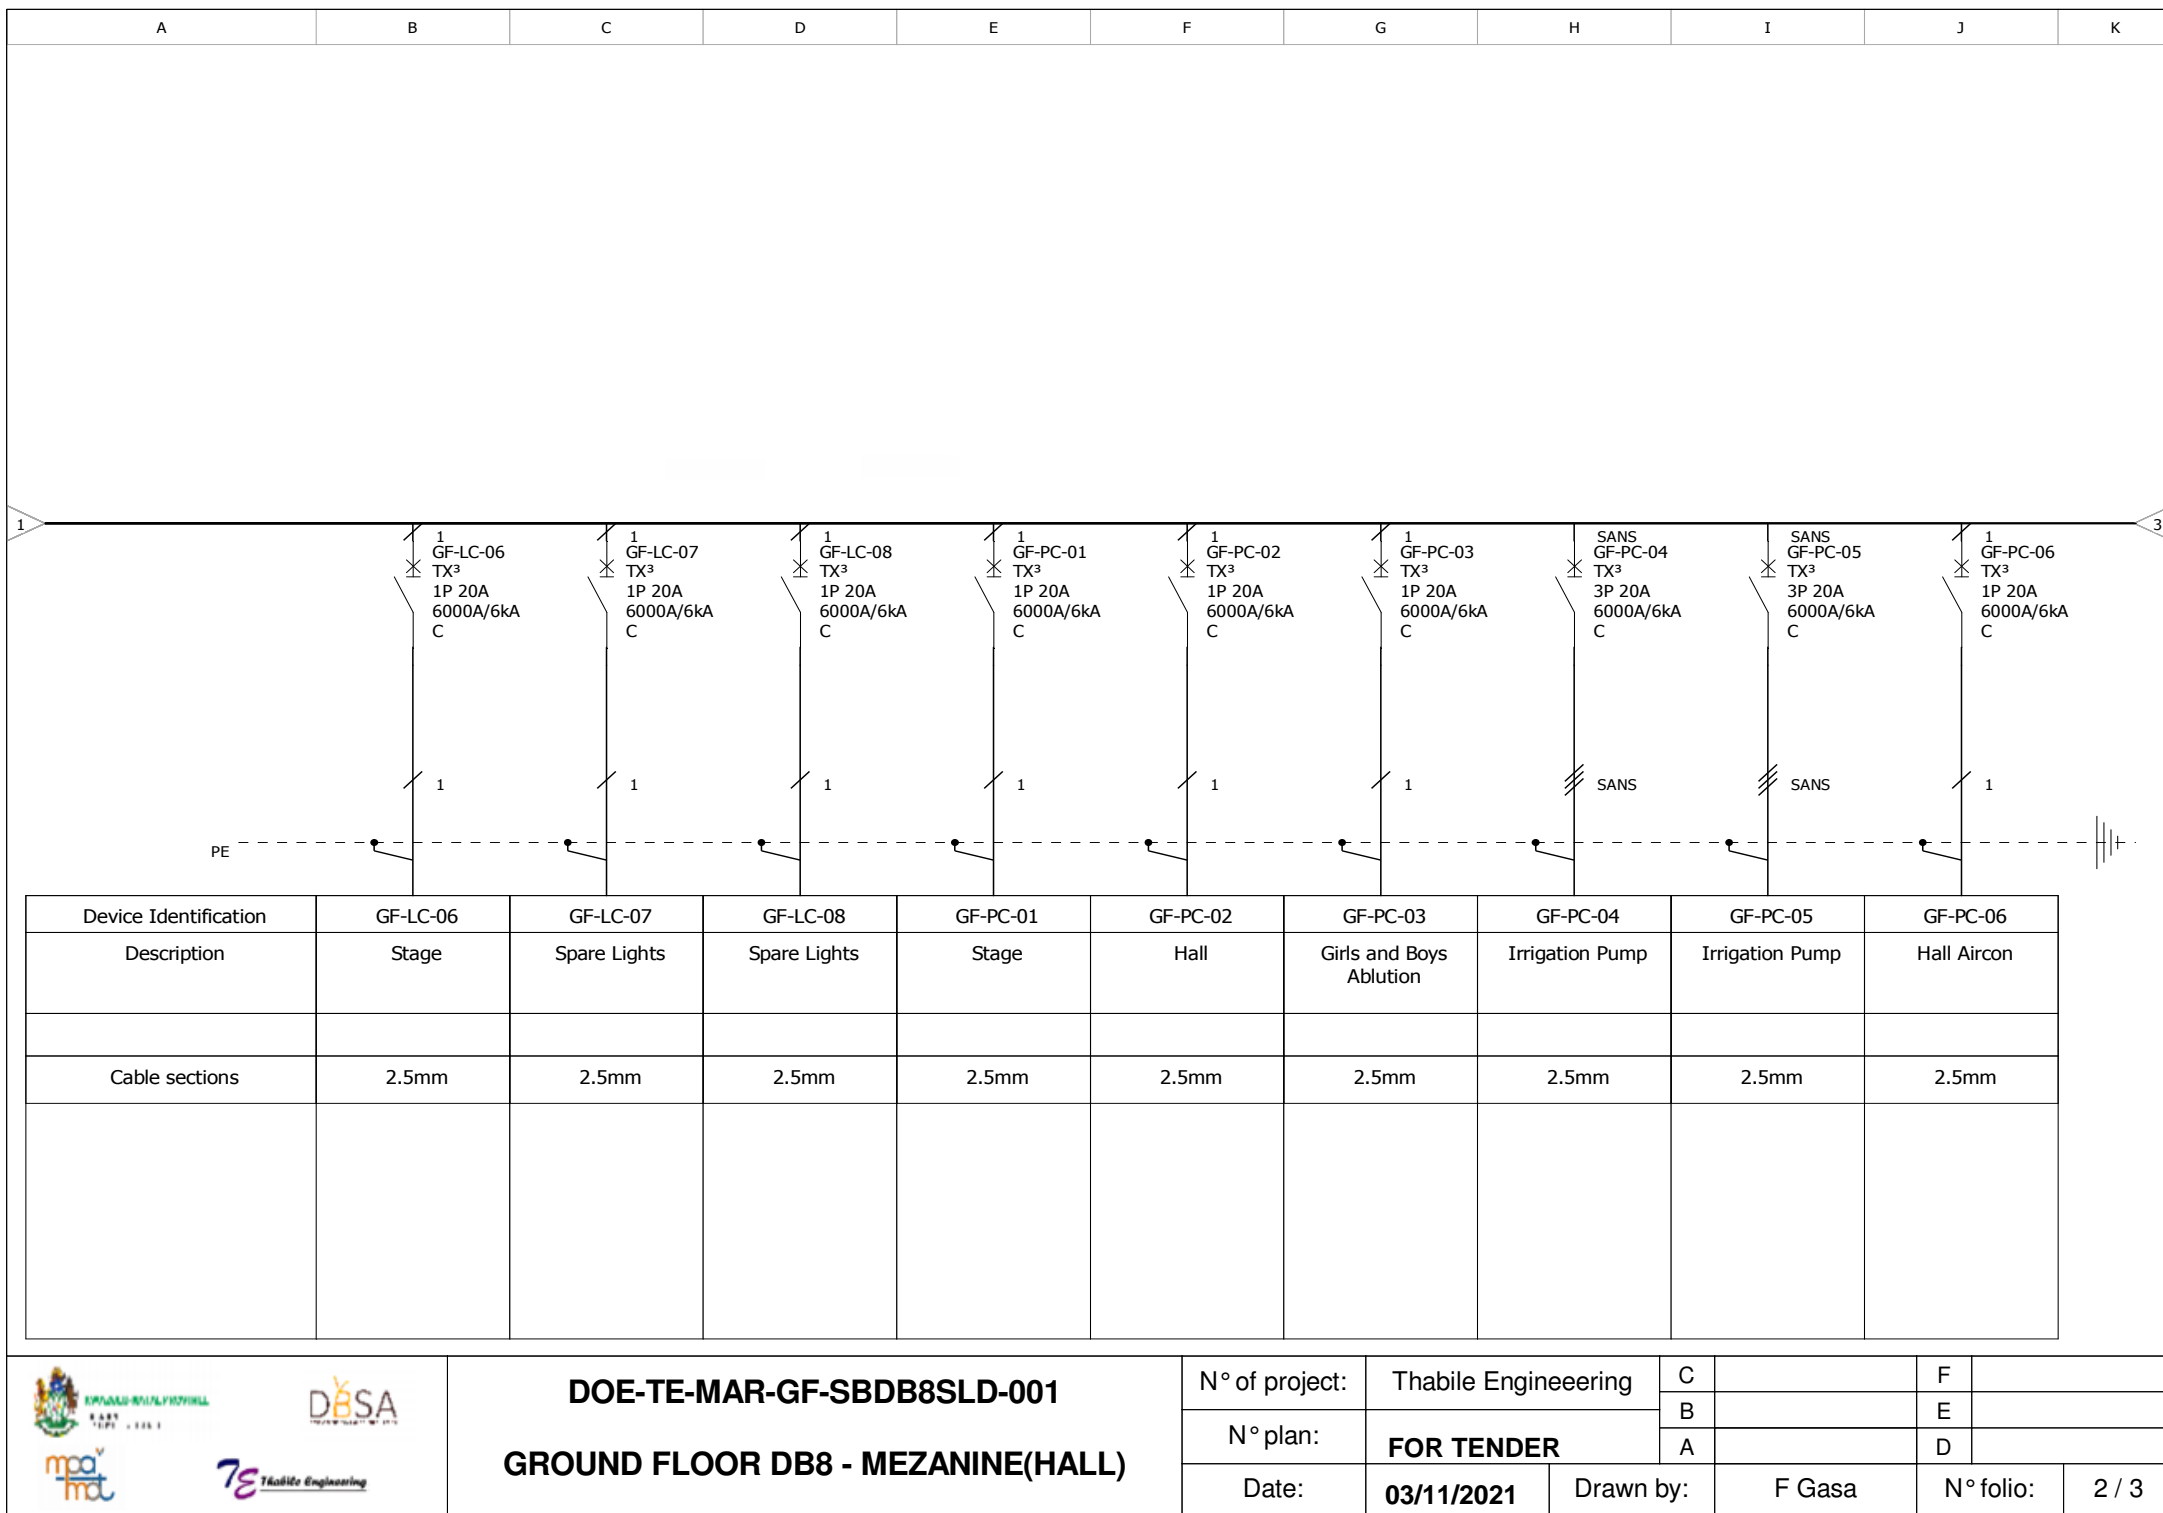 A B C D E F G H I J K
1 3
1 1 1 1 1 1 SANS SANS 1
GF-LC-06 GF-LC-07 GF-LC-08 GF-PC-01 GF-PC-02 GF-PC-03 GF-PC-04 GF-PC-05 GF-PC-06
TX³ TX³ TX³ TX³ TX³ TX³ TX³ TX³ TX³
1P 20A 1P 20A 1P 20A 1P 20A 1P 20A 1P 20A 3P 20A 3P 20A 1P 20A
6000A/6kA 6000A/6kA 6000A/6kA 6000A/6kA 6000A/6kA 6000A/6kA 6000A/6kA 6000A/6kA 6000A/6kA
C C C C C C C C C
1 1 1 1 1 1 SANS SANS 1
PE
Device Identification GF-LC-06 GF-LC-07 GF-LC-08 GF-PC-01 GF-PC-02 GF-PC-03 GF-PC-04 GF-PC-05 GF-PC-06
Description Stage Spare Lights Spare Lights Stage Hall Girls and Boys Irrigation Pump Irrigation Pump Hall Aircon
Ablution
Cable sections 2.5mm 2.5mm 2.5mm 2.5mm 2.5mm 2.5mm 2.5mm 2.5mm 2.5mm
DBSA
mpa
mdt
TE Thabile Engineering
DOE-TE-MAR-GF-SBDB8SLD-001
GROUND FLOOR DB8 - MEZANINE(HALL)
N° of project: Thabile Engineeering C F
B E
N° plan: FOR TENDER A D
Date: 03/11/2021 Drawn by: F Gasa N° folio: 2 / 3